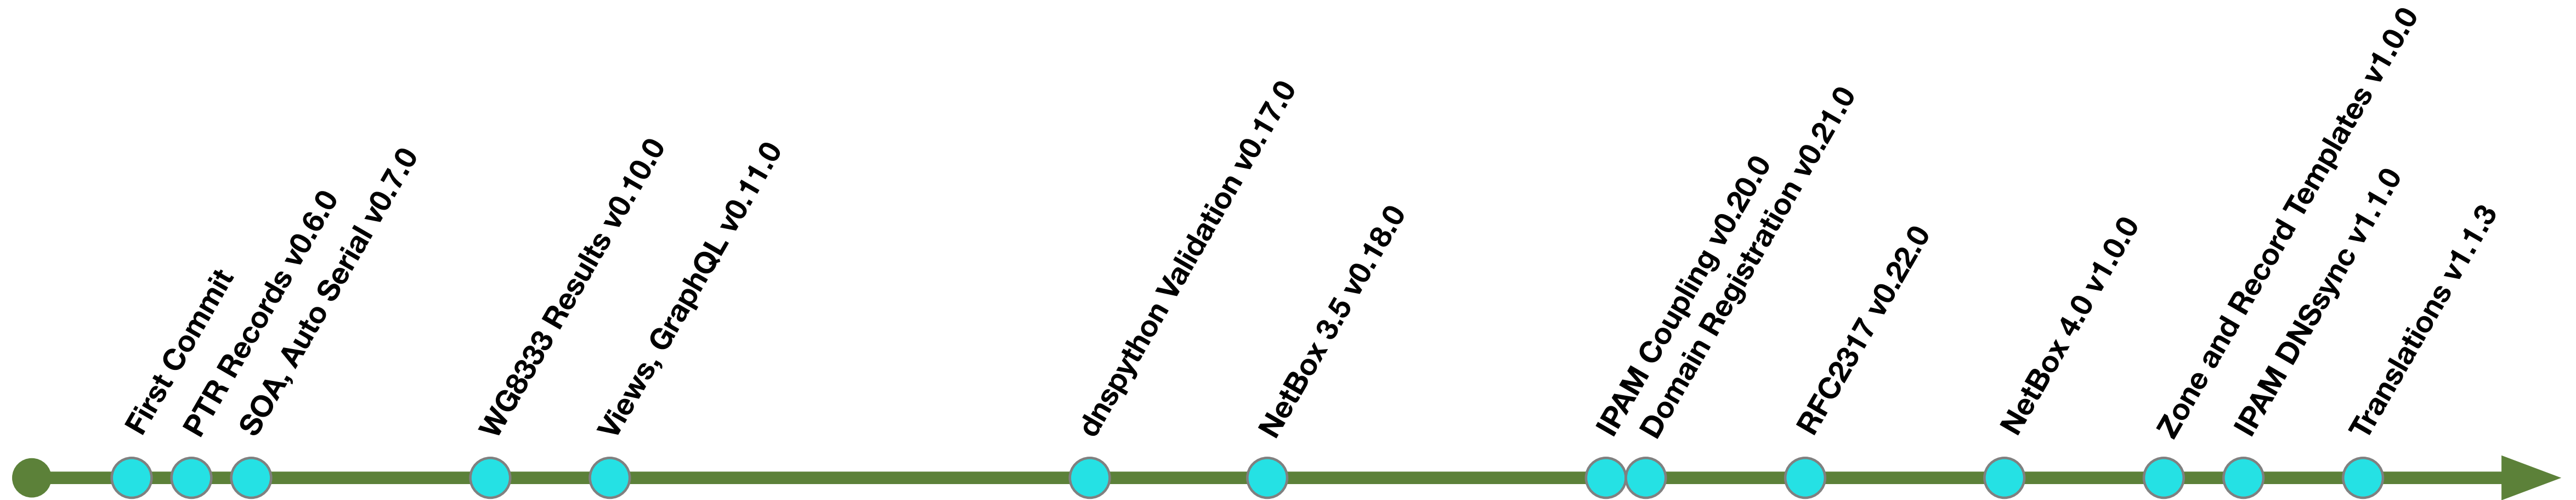 First Commit
PTR Records v0.6.0
SOA, Auto Serial v0.7.0
WG8333 Results v0.10.0
Views, GraphQL v0.11.0
dnspython Validation v0.17.0
NetBox 3.5 v0.18.0
IPAM Coupling v0.20.0
Domain Registration v0.21.0
RFC2317 v0.22.0
NetBox 4.0 v1.0.0
Zone and Record Templates v1.0.0
IPAM DNSsync v1.1.0
Translations v1.1.3